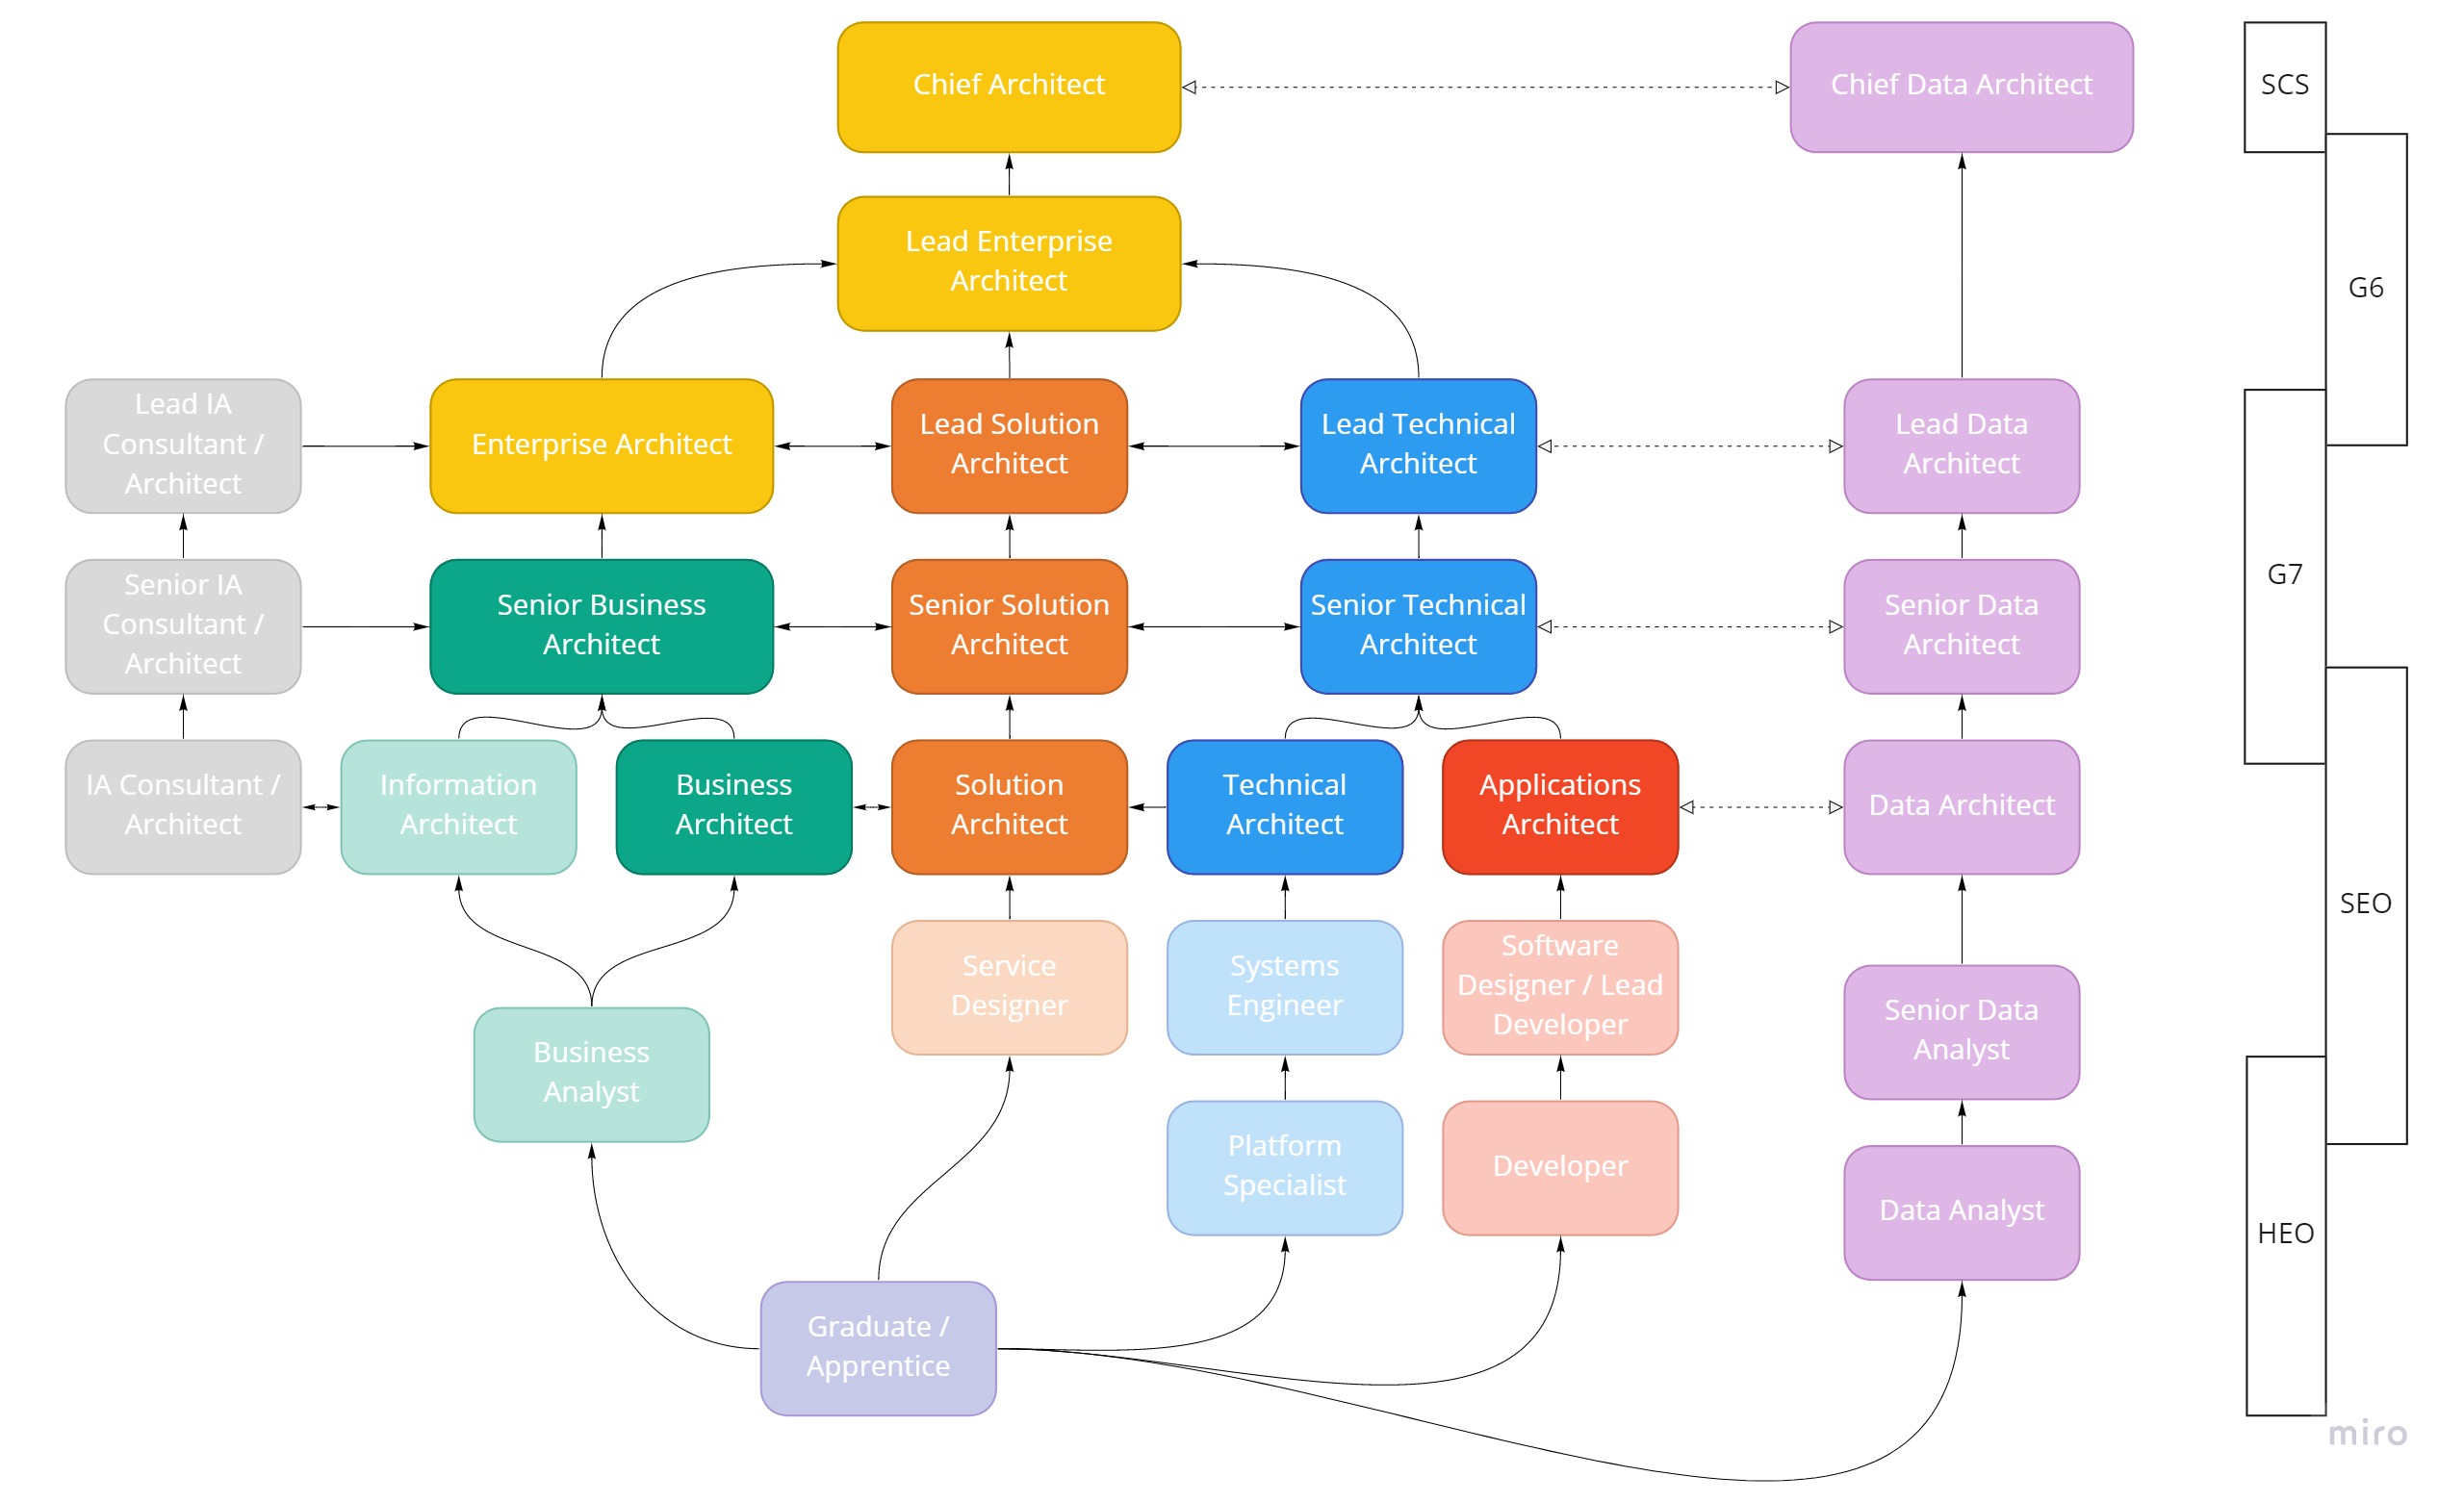 Chief Architect
Chief Data Architect
SCS
Lead Enterprise
Architect
G6
Lead IA
Consultant /
Architect
Enterprise Architect
Lead Solution
Architect
Lead Technical
Architect
Lead Data
Architect
G7
Senior IA
Consultant /
Architect
Senior Business
Architect
Senior Solution
Architect
Senior Technical
Architect
Senior Data
Architect
IA Consultant /
Architect
Information
Architect
Business
Architect
Solution
Architect
Technical
Architect
Applications
Architect
Data Architect
SEO
Service
Designer
Systems
Engineer
Software
Designer / Lead
Developer
Senior Data
Analyst
Business
Analyst
Platform
Specialist
Developer
Data Analyst
HEO
Graduate /
Apprentice
miro